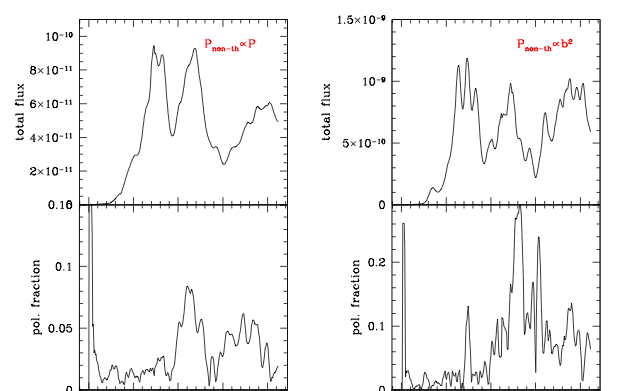 10⁻¹⁰
8×10⁻¹¹
6×10⁻¹¹
4×10⁻¹¹
2×10⁻¹¹
total flux
P_non-th∝P
0.1
0.05
0
pol. fraction
1.5×10⁻⁹
10⁻⁹
5×10⁻¹⁰
0
total flux
P_non-th∝b²
0.2
0.1
0
pol. fraction